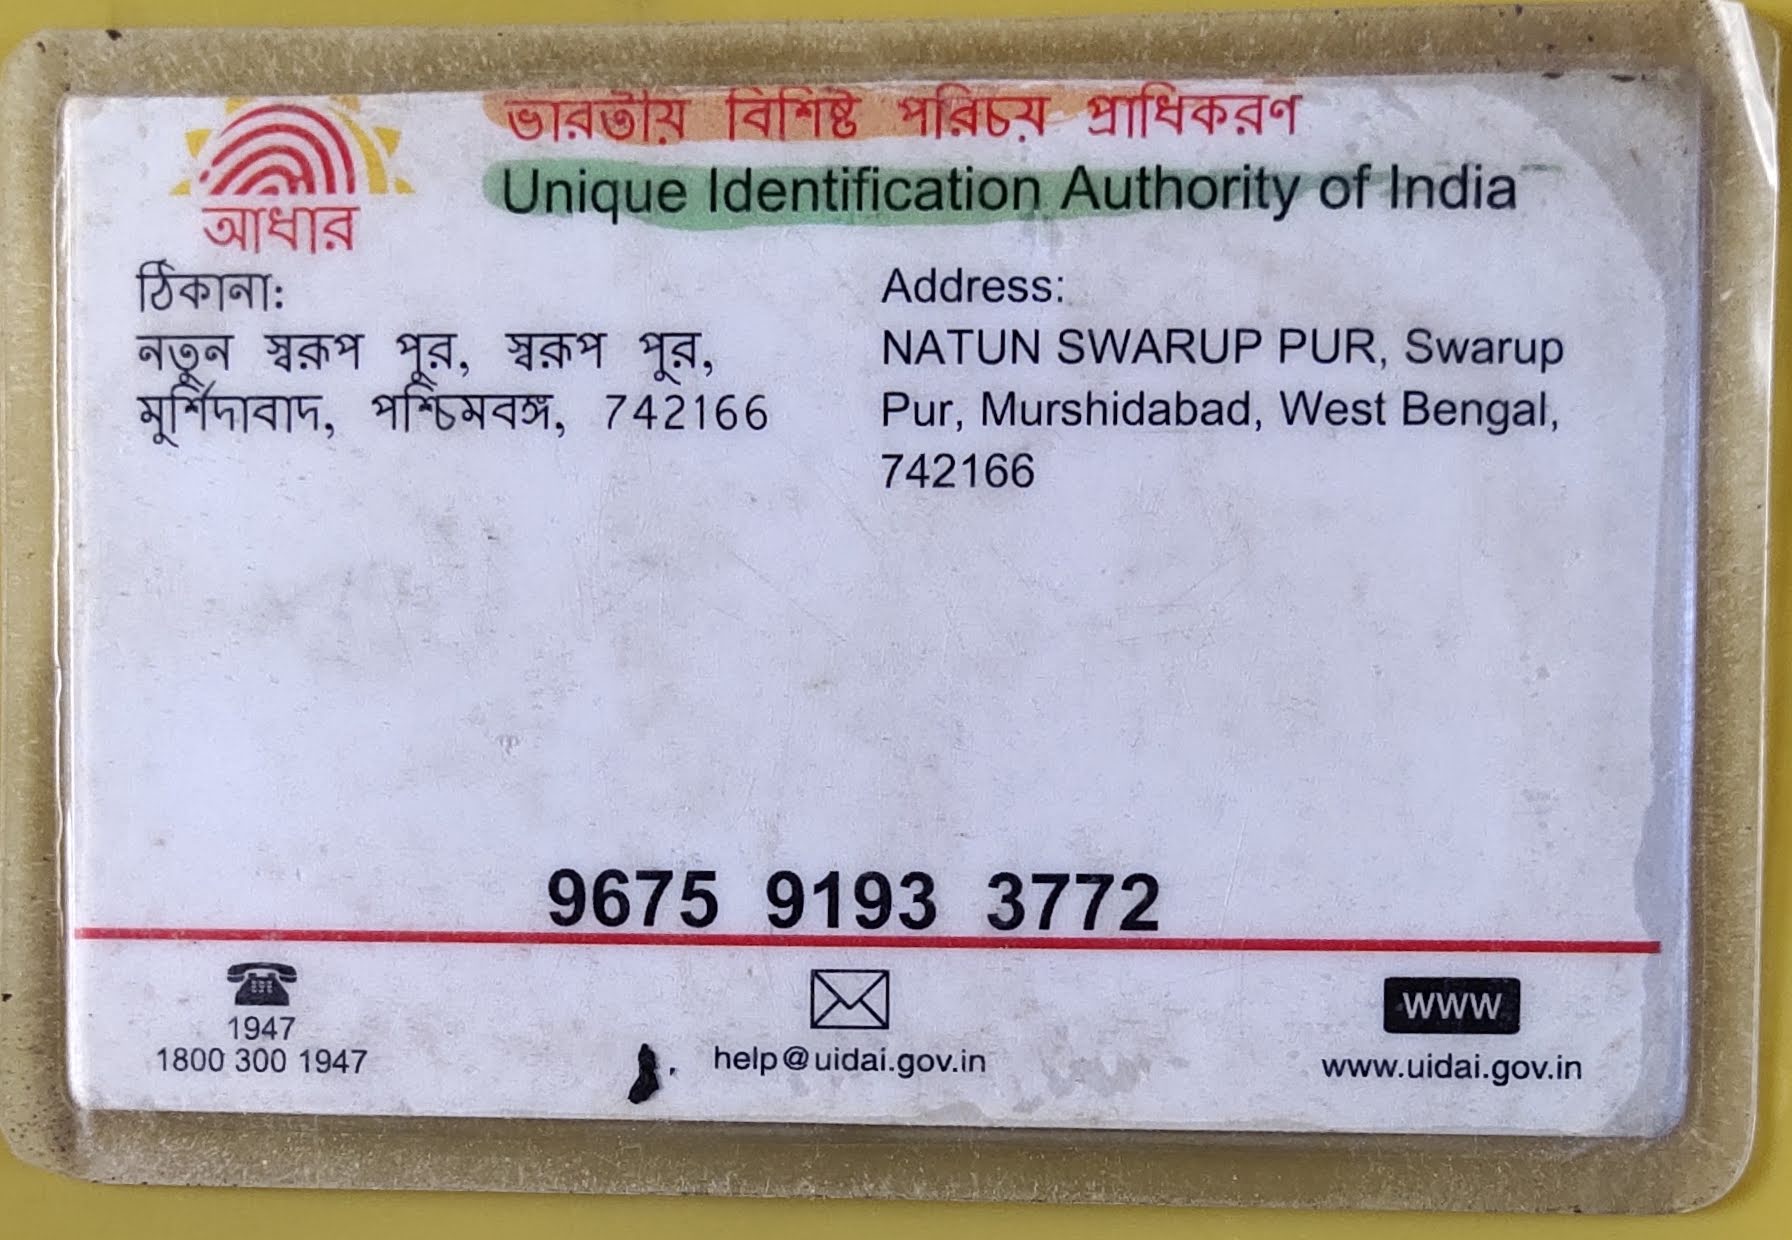 ভারতীয় বিশিষ্ট পরিচয় প্রাধিকরণ
Unique Identification Authority of India
আধার
ঠিকানা:
নতুন স্বরূপ পুর, স্বরূপ পুর,
মুর্শিদাবাদ, পশ্চিমবঙ্গ, 742166
Address:
NATUN SWARUP PUR, Swarup
Pur, Murshidabad, West Bengal,
742166
9675 9193 3772
1947
1800 300 1947
help@uidai.gov.in
www
www.uidai.gov.in